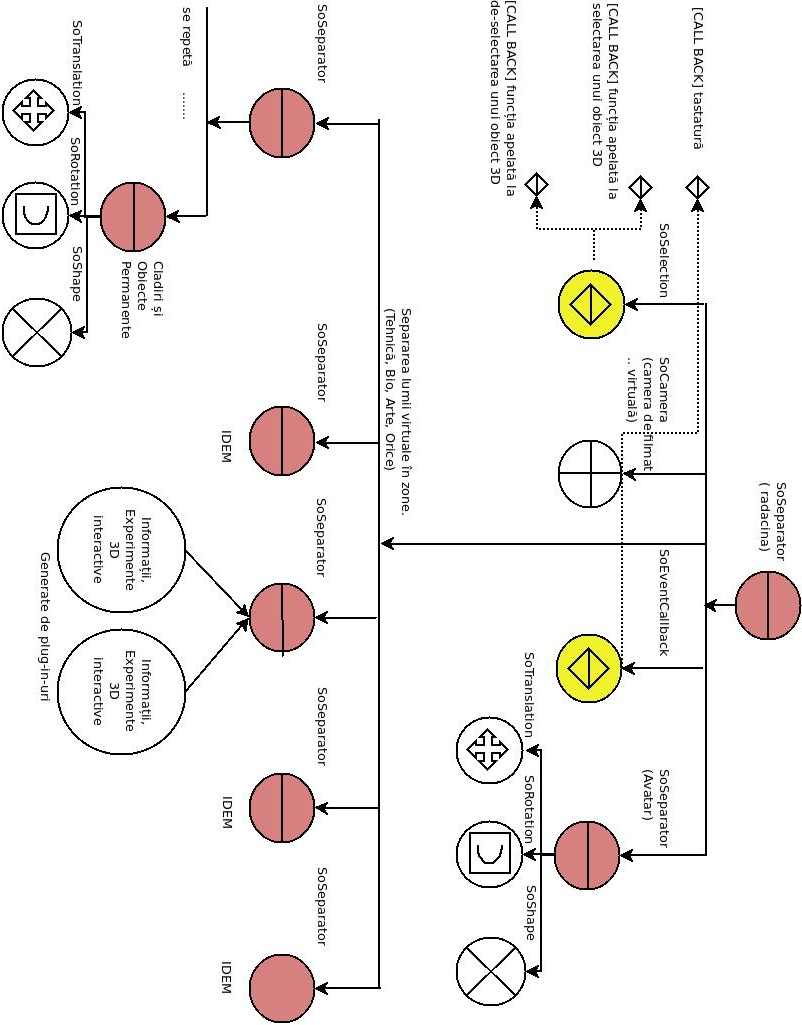 SoSeparator
( radacina)
[CALL BACK] tastatură
[CALL BACK] funcția apelată la
selectarea unui obiect 3D
[CALL BACK] funcția apelată la
de-selectarea unui obiect 3D
SoSelection
SoCamera
(camera de filmat
.. virtuală)
SoEventCallback
SoSeparator
(Avatar)
SoTranslation
SoRotation
SoShape
Separarea lumii virtuale în zone.
(Tehnică, Bio, Arte, Orice)
SoSeparator
SoSeparator
SoSeparator
SoSeparator
SoSeparator
IDEM
IDEM
IDEM
se repetă ......
Cladiri și
Obiecte
Permanente
SoTranslation
SoRotation
SoShape
Informații,
Experimente
3D
interactive
Informații,
Experimente
3D
interactive
Generate de plug-in-uri